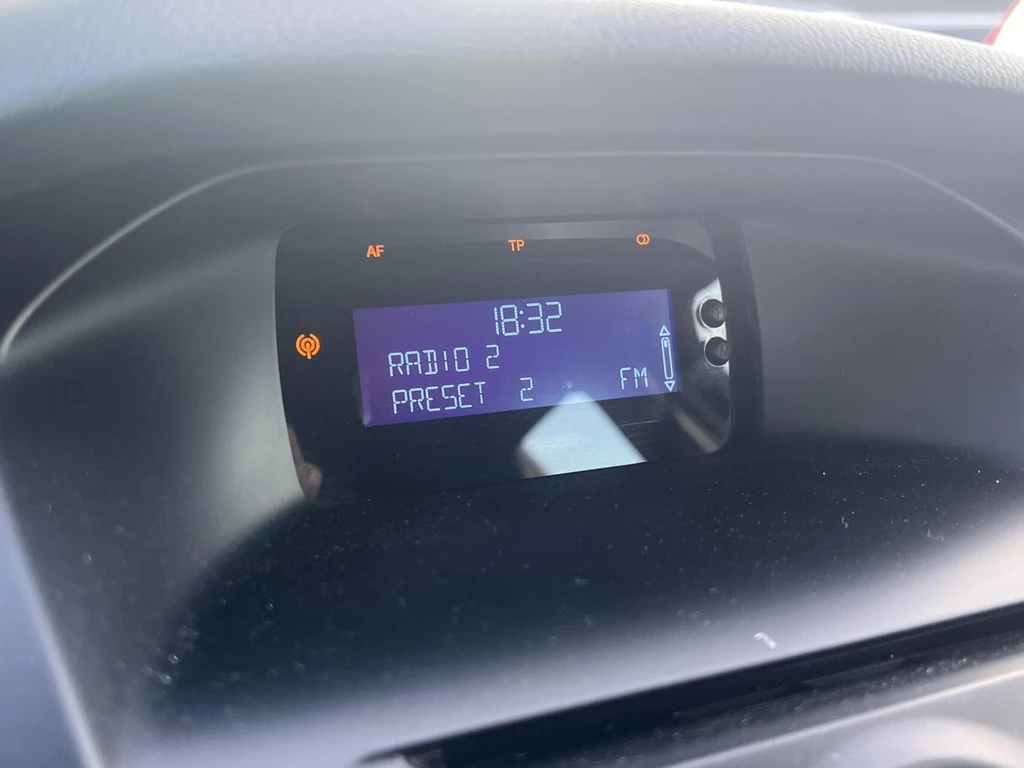 AF TP
18:32
RADIO 2
PRESET 2 FM